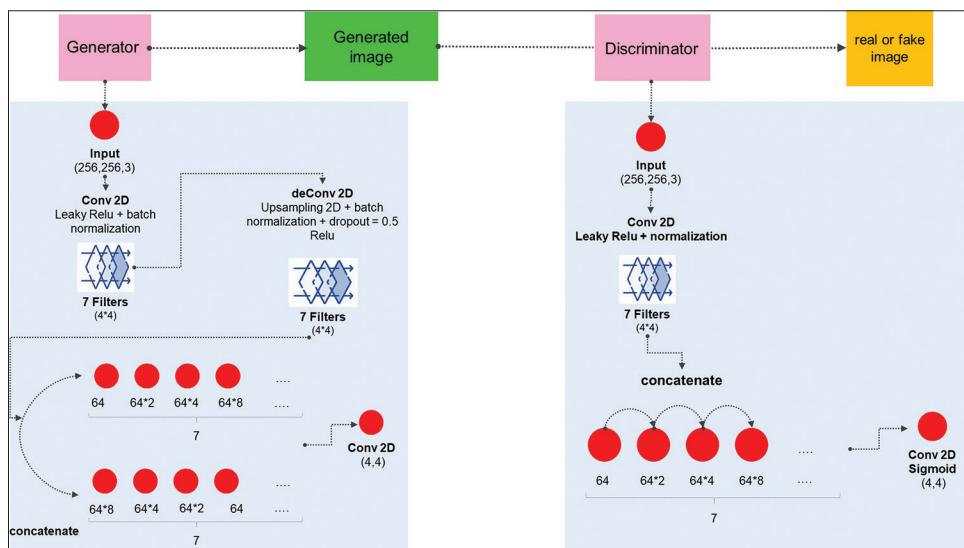 Generator
Generated
image
Discriminator
real or fake
image
Input
(256,256,3)
Conv 2D
Leaky Relu + batch
normalization
7 Filters
(4*4)
deConv 2D
Upsampling 2D + batch
normalization + dropout = 0.5
Relu
7 Filters
(4*4)
64 64*2 64*4 64*8 ....
....
7
Conv 2D
(4,4)
64*8 64*4 64*2 64 ....
....
concatenate
7
Input
(256,256,3)
Conv 2D
Leaky Relu + normalization
7 Filters
(4*4)
concatenate
64 64*2 64*4 64*8 ....
....
7
Conv 2D
Sigmoid
(4,4)